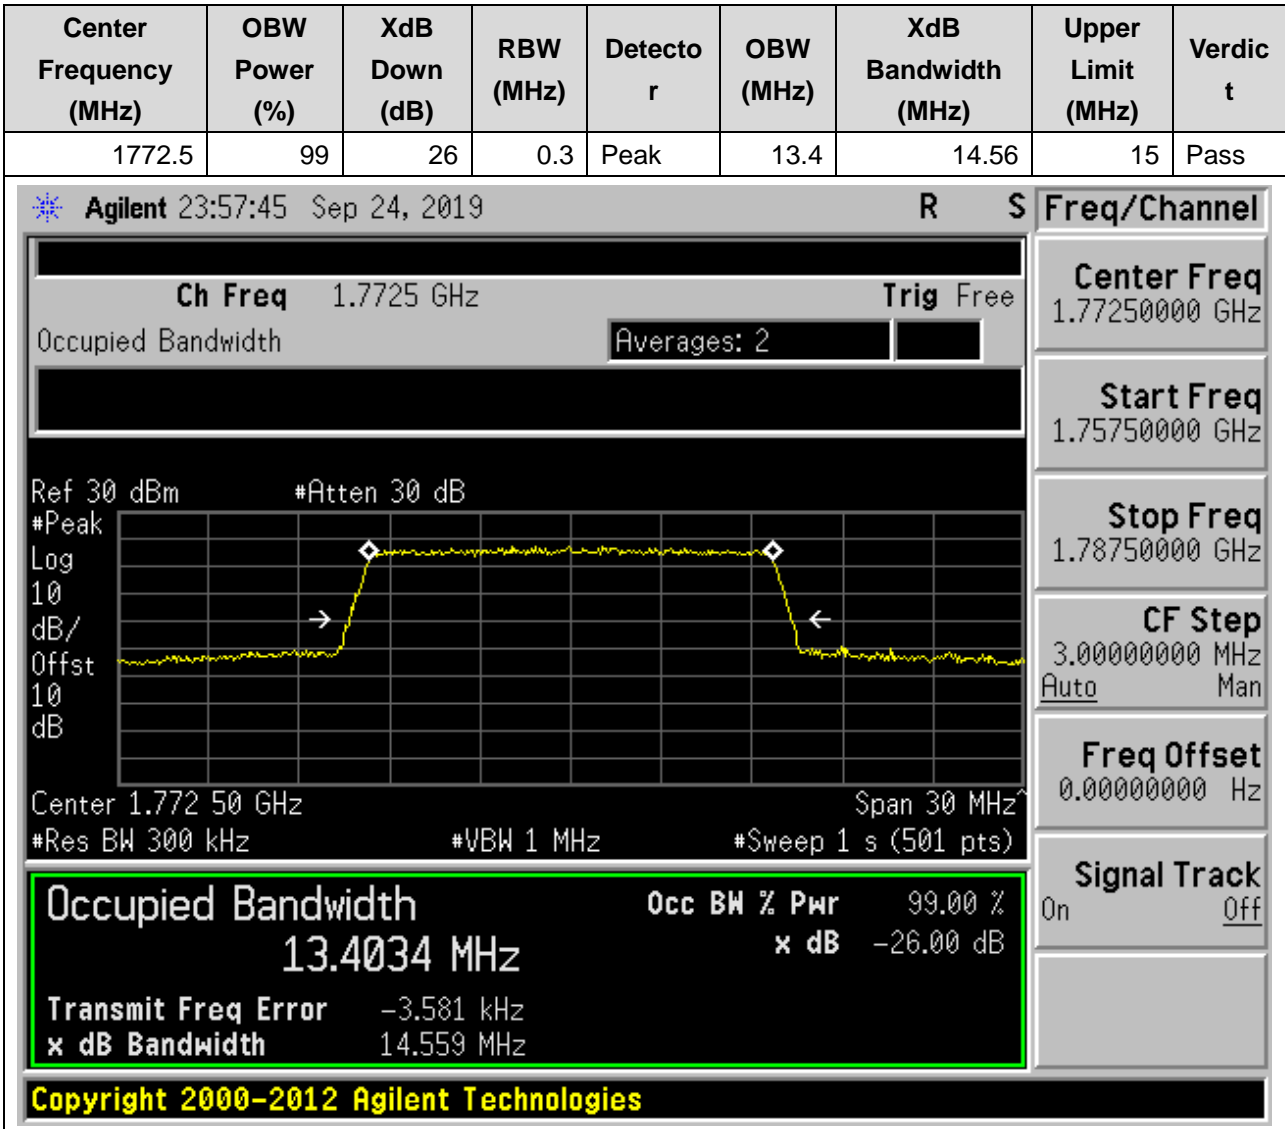 Center Frequency (MHz) OBW Power (%) XdB Down (dB) RBW (MHz) Detector OBW (MHz) XdB Bandwidth (MHz) Upper Limit (MHz) Verdict
1772.5 99 26 0.3 Peak 13.4 14.56 15 Pass
Agilent 23:57:45 Sep 24, 2019 R S Freq/Channel
Ch Freq 1.7725 GHz Trig Free
Occupied Bandwidth Averages: 2
Center Freq
1.77250000 GHz
Start Freq
1.75750000 GHz
Stop Freq
1.78750000 GHz
CF Step
3.00000000 MHz
Auto Man
Freq Offset
0.00000000 Hz
Signal Track
On Off
Ref 30 dBm #Atten 30 dB
#Peak
Log
10
dB/
Offst
10
dB
Center 1.772 50 GHz Span 30 MHz^
#Res BW 300 kHz #VBW 1 MHz #Sweep 1 s (501 pts)
Occupied Bandwidth Occ BW % Pwr 99.00 %
13.4034 MHz x dB -26.00 dB
Transmit Freq Error -3.581 kHz
x dB Bandwidth 14.559 MHz
Copyright 2000-2012 Agilent Technologies